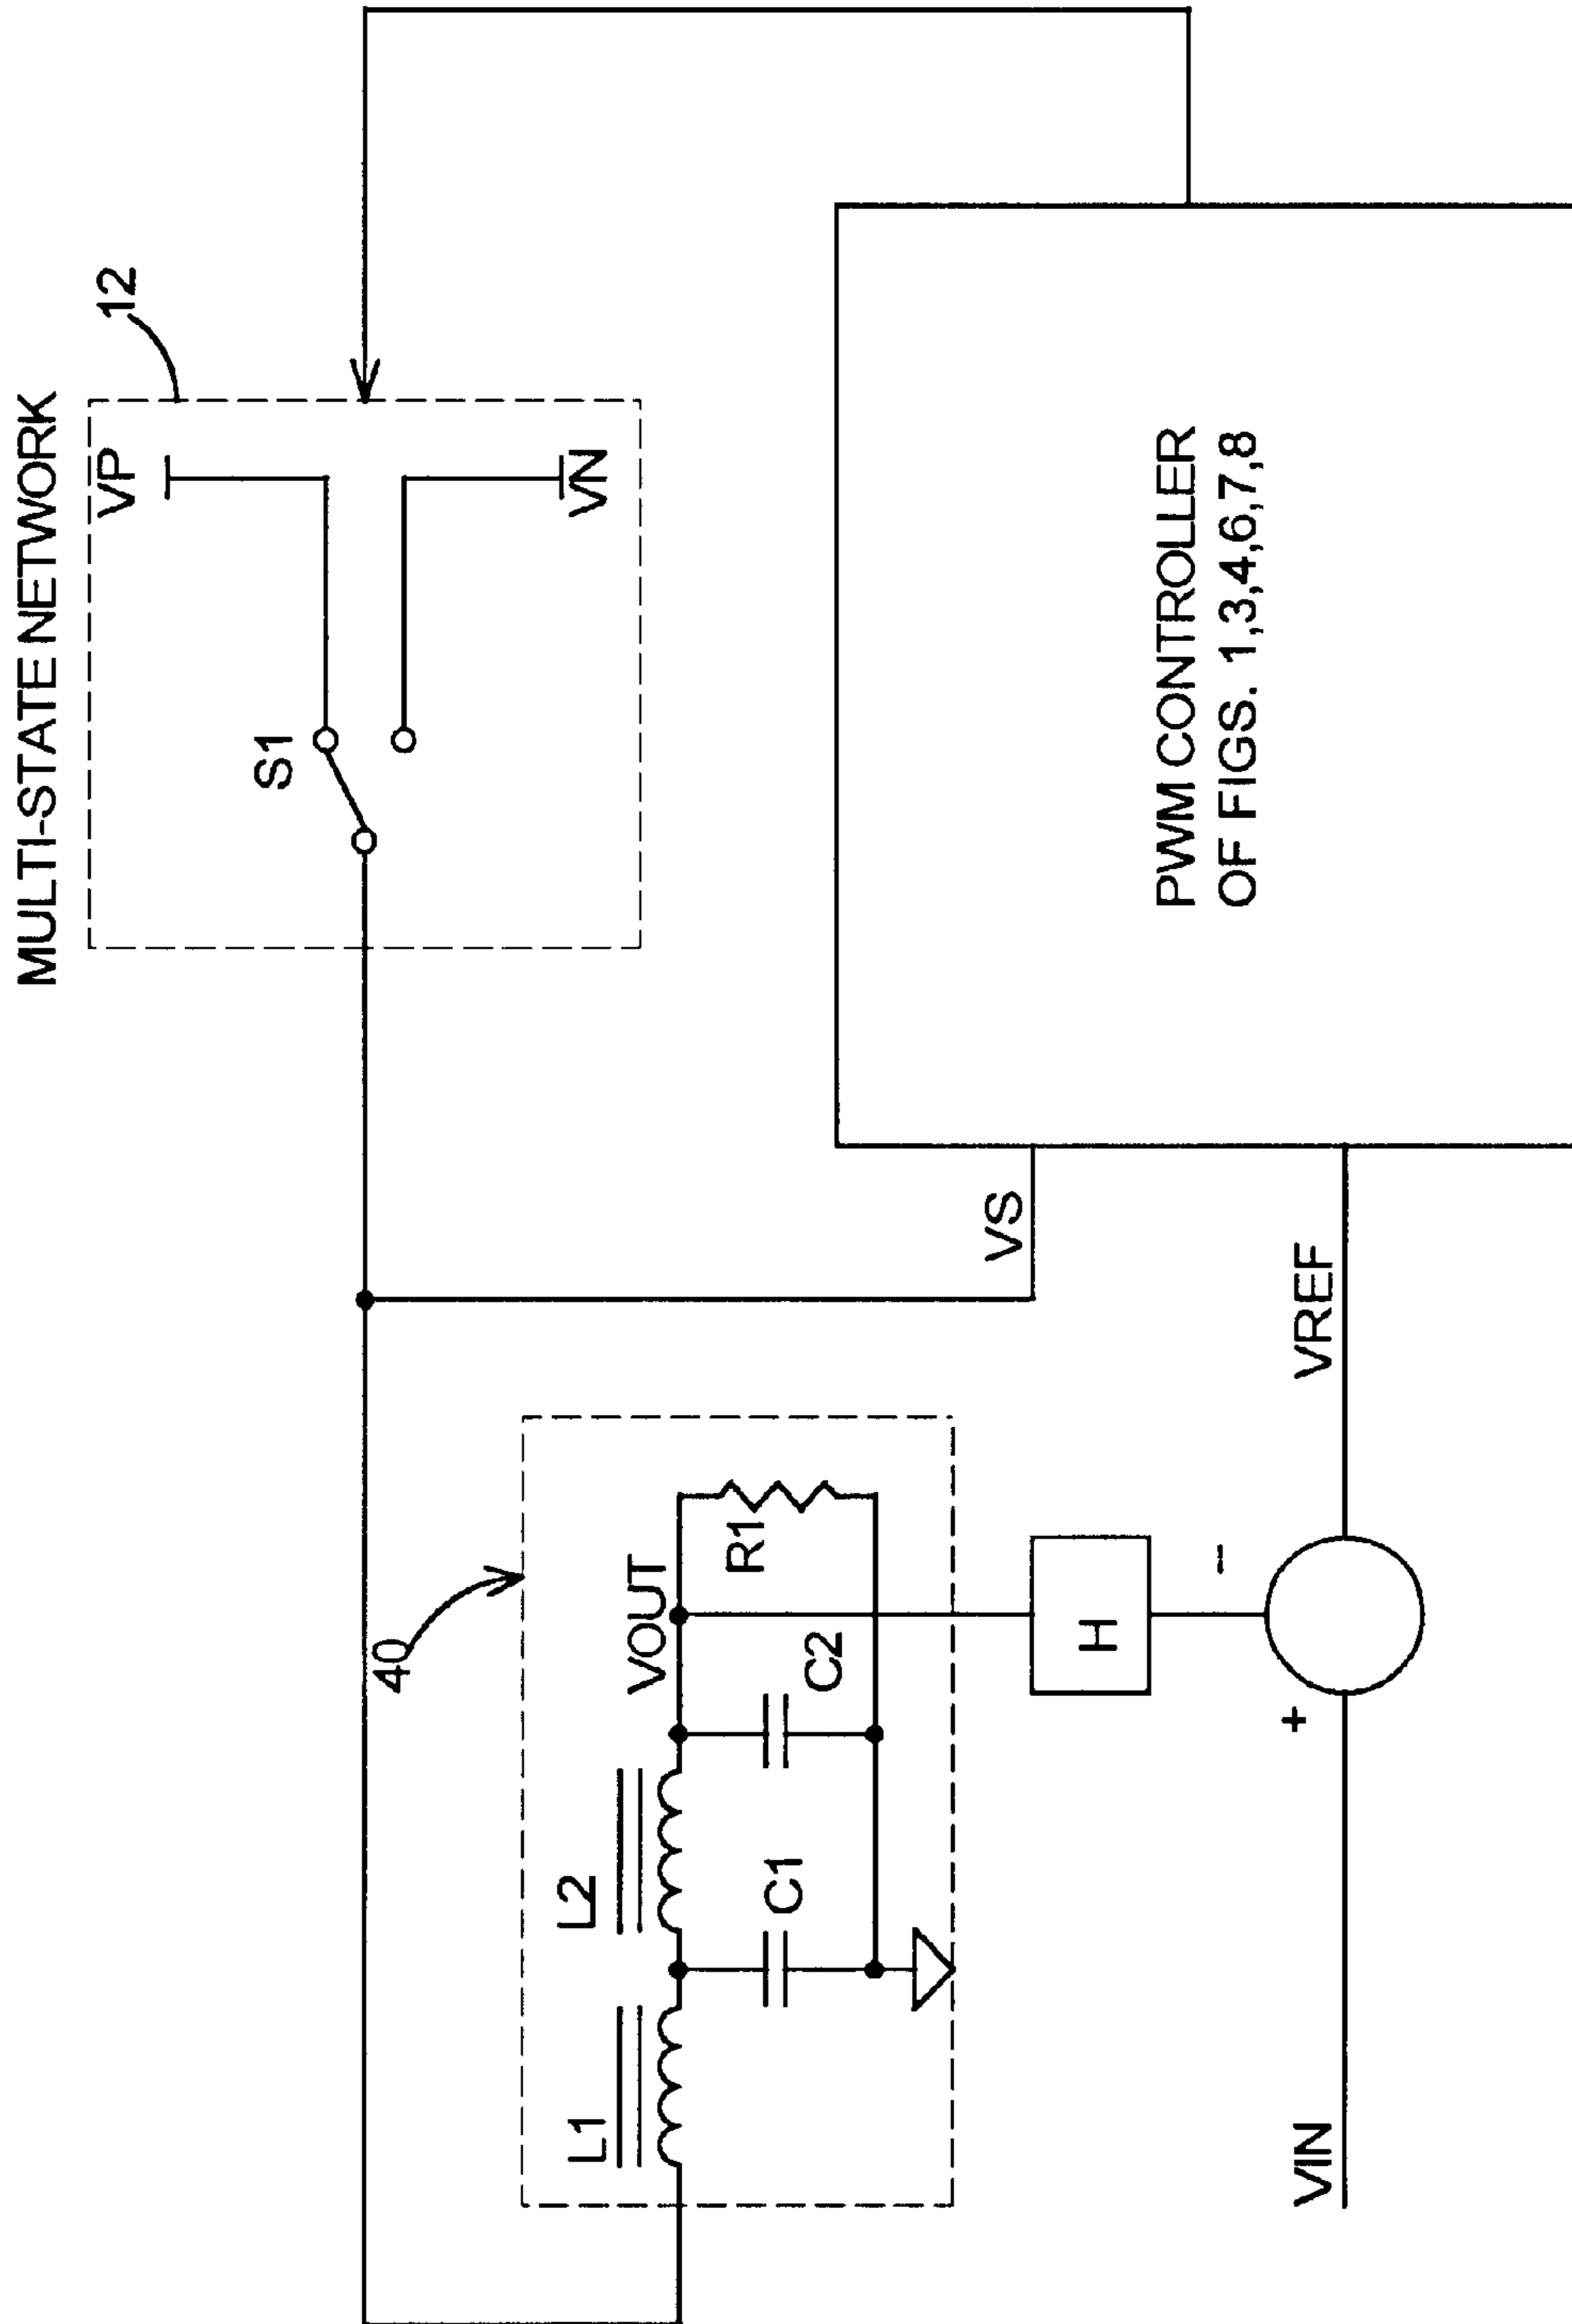 MULTI-STATE NETWORK
12
VP
S1
VN
40
VOUT
L1
L2
R1
C1
C2
VS
H
PWM CONTROLLER
OF FIGS. 1,3,4,6,7,8
+
-
VIN
VREF